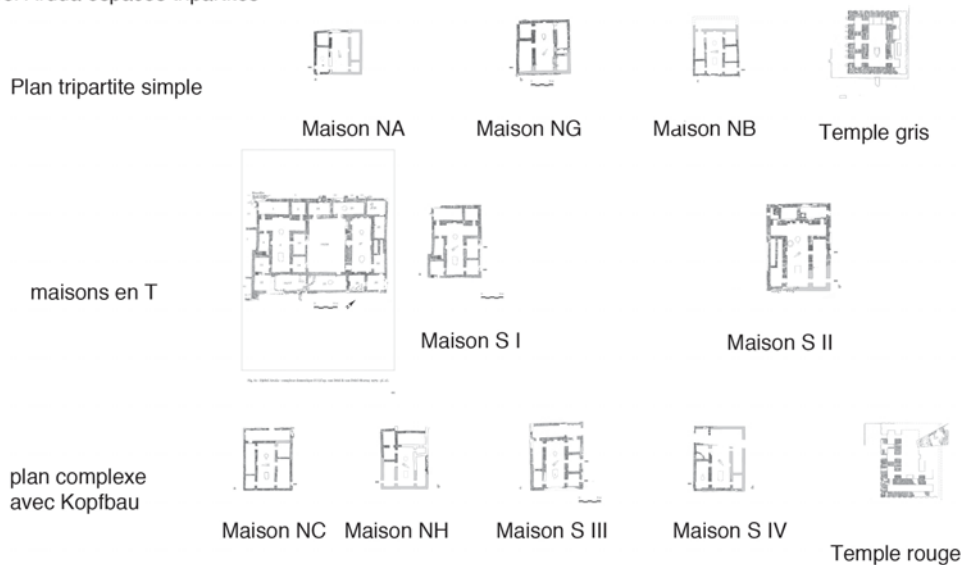 Plan tripartite simple
Maison NA
Maison NG
Maison NB
Temple gris
maisons en T
Maison S I
Maison S II
plan complexe
avec Kopfbau
Maison NC
Maison NH
Maison S III
Maison S IV
Temple rouge